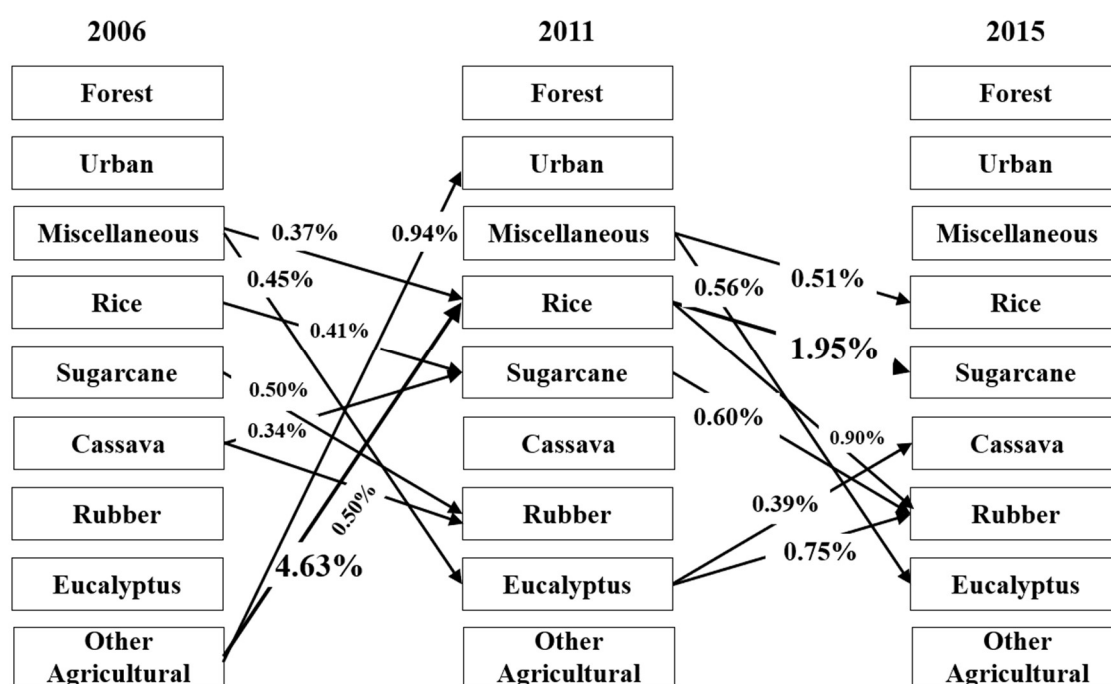 2006 2011 2015
Forest Forest Forest
Urban Urban Urban
Miscellaneous 0.37% 0.94% Miscellaneous Miscellaneous
0.45% 0.56% 0.51%
Rice Rice Rice
0.41% 1.95%
Sugarcane Sugarcane Sugarcane
0.50% 0.60%
0.34% 0.90%
Cassava Cassava Cassava
0.50% 0.39%
Rubber Rubber Rubber
4.63% 0.75%
Eucalyptus Eucalyptus Eucalyptus
Other Other Other
Agricultural Agricultural Agricultural